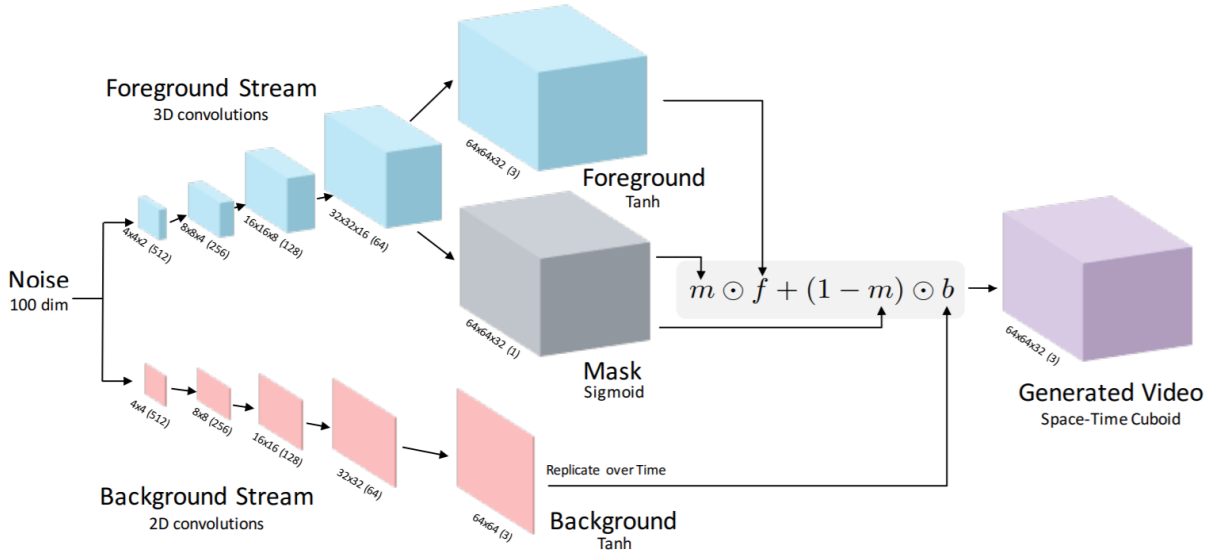 Foreground Stream
3D convolutions
4x4x2 (512)
8x8x4 (256)
16x16x8 (128)
32x32x16 (64)
64x64x32 (3)
Foreground
Tanh
64x64x32 (1)
Mask
Sigmoid
Noise
100 dim
m ⊙ f + (1 − m) ⊙ b
64x64x32 (3)
Generated Video
Space-Time Cuboid
4x4 (512)
8x8 (256)
16x16 (128)
32x32 (64)
64x64 (3)
Replicate over Time
Background Stream
2D convolutions
Background
Tanh